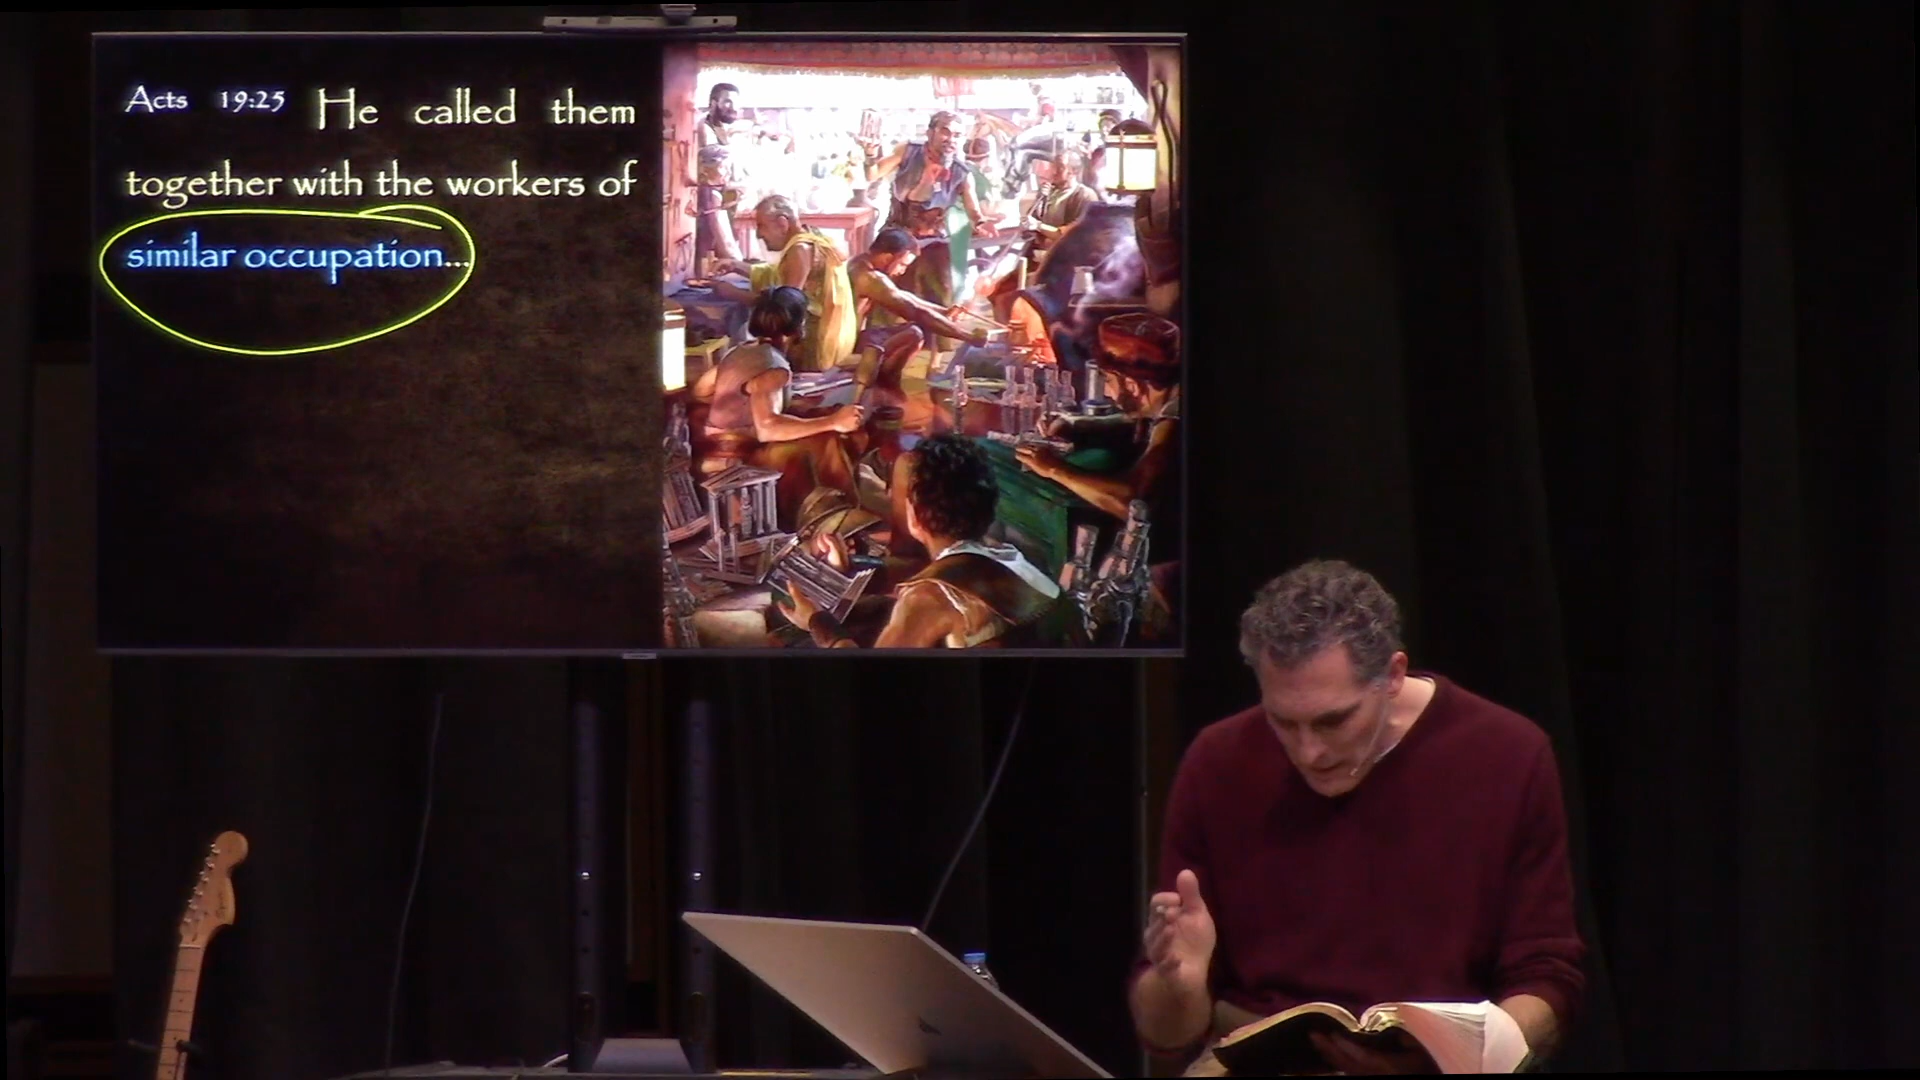 Acts 19:25 He called them
together with the workers of
similar occupation...